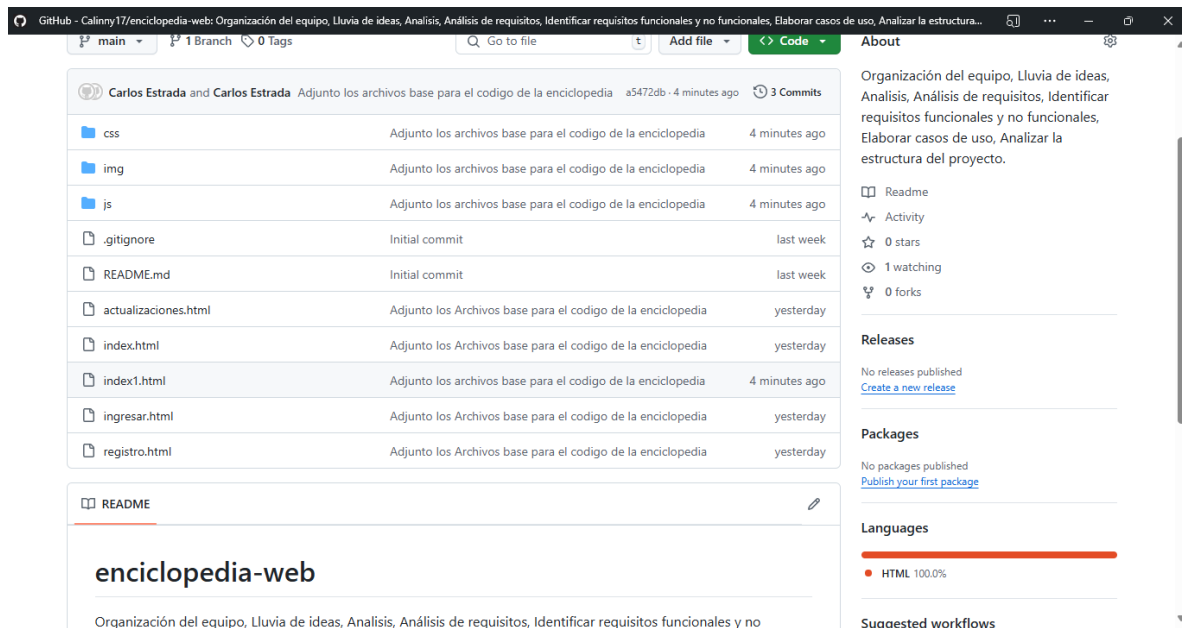 GitHub - Calinny17/enciclopedia-web: Organización del equipo, Lluvia de ideas, Analisis, Análisis de requisitos, Identificar requisitos funcionales y no funcionales, Elaborar casos de uso, Analizar la estructura...
main 1 Branch 0 Tags Go to file t Add file Code
Carlos Estrada and Carlos Estrada Adjunto los archivos base para el codigo de la enciclopedia a5472db · 4 minutes ago 3 Commits
css Adjunto los archivos base para el codigo de la enciclopedia 4 minutes ago
img Adjunto los archivos base para el codigo de la enciclopedia 4 minutes ago
js Adjunto los archivos base para el codigo de la enciclopedia 4 minutes ago
.gitignore Initial commit last week
README.md Initial commit last week
actualizaciones.html Adjunto los Archivos base para el codigo de la enciclopedia yesterday
index.html Adjunto los Archivos base para el codigo de la enciclopedia yesterday
index1.html Adjunto los archivos base para el codigo de la enciclopedia 4 minutes ago
ingresar.html Adjunto los Archivos base para el codigo de la enciclopedia yesterday
registro.html Adjunto los Archivos base para el codigo de la enciclopedia yesterday
README
enciclopedia-web
Organización del equipo, Lluvia de ideas, Analisis, Análisis de requisitos, Identificar requisitos funcionales y no
About
Organización del equipo, Lluvia de ideas,
Analisis, Análisis de requisitos, Identificar
requisitos funcionales y no funcionales,
Elaborar casos de uso, Analizar la
estructura del proyecto.
Readme
Activity
0 stars
1 watching
0 forks
Releases
No releases published
Create a new release
Packages
No packages published
Publish your first package
Languages
HTML 100.0%
Suggested workflows